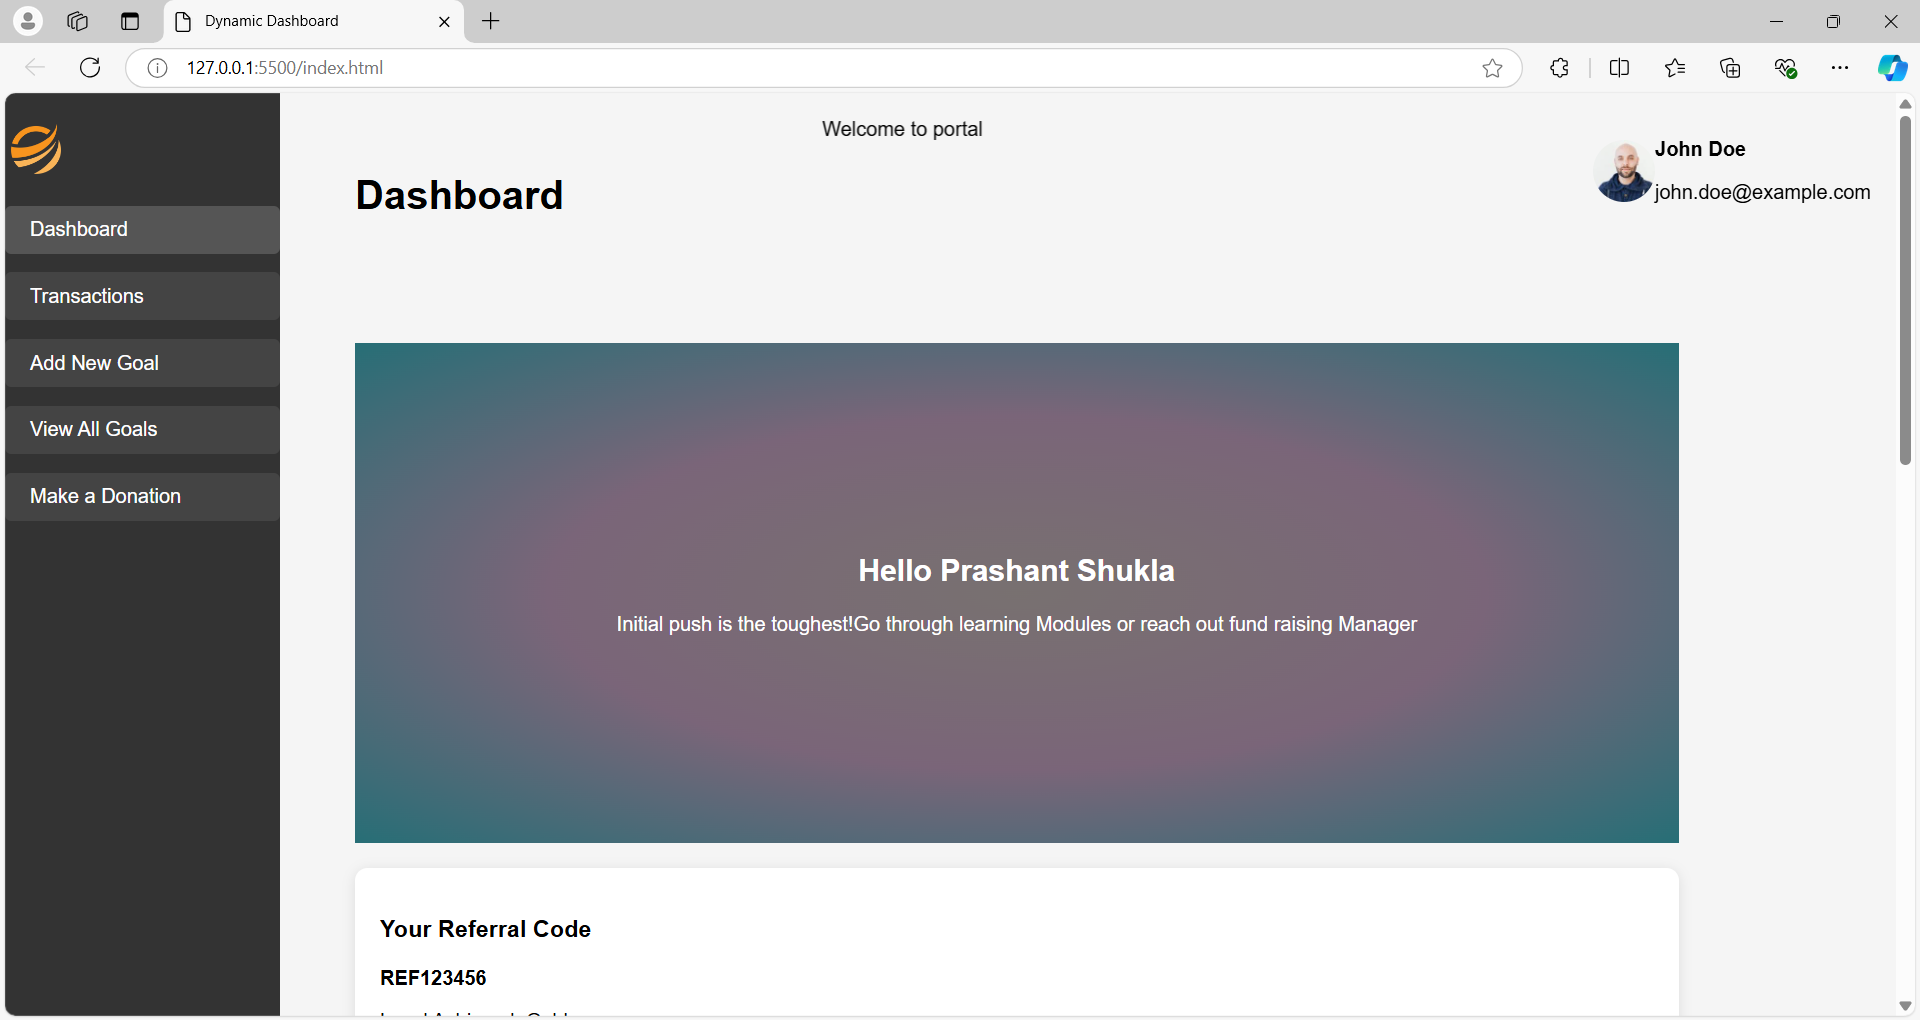 Dynamic Dashboard
127.0.0.1:5500/index.html
Welcome to portal
John Doe
john.doe@example.com
Dashboard
Dashboard
Transactions
Add New Goal
View All Goals
Make a Donation
Hello Prashant Shukla
Initial push is the toughest!Go through learning Modules or reach out fund raising Manager
Your Referral Code
REF123456